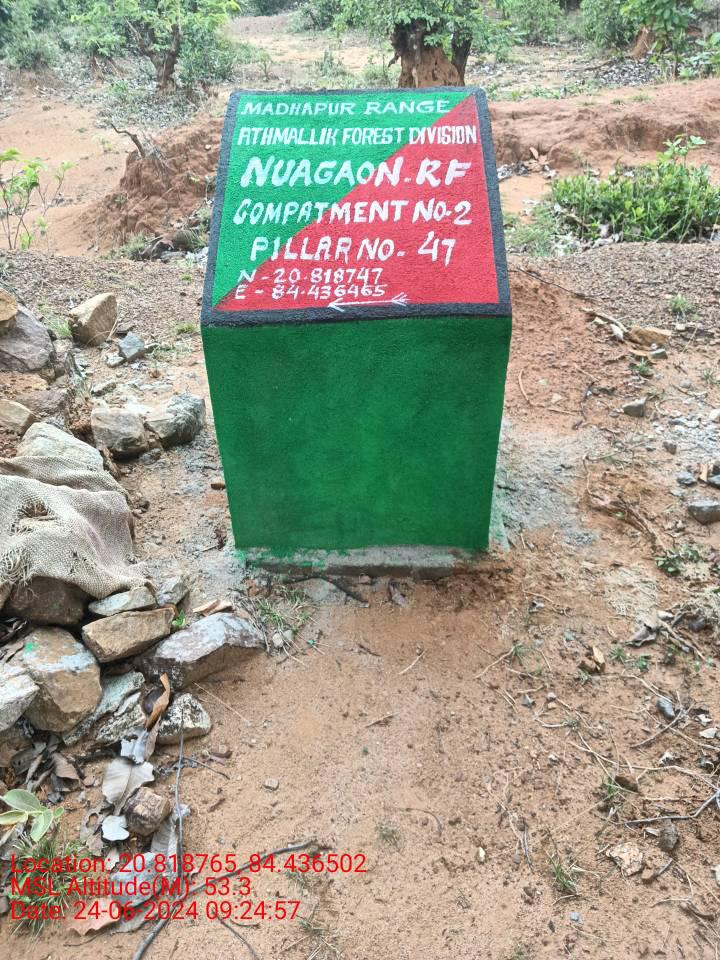 MADHAPUR RANGE
ATHMALLIK FOREST DIVISION
NUAGAON-RF
COMPATMENT NO-2
PILLAR NO- 47
N-20.818747
E-84.436465
Location: 20.818765, 84.436502
MSL Altitude(M): 53.3
Date: 24-06-2024 09:24:57